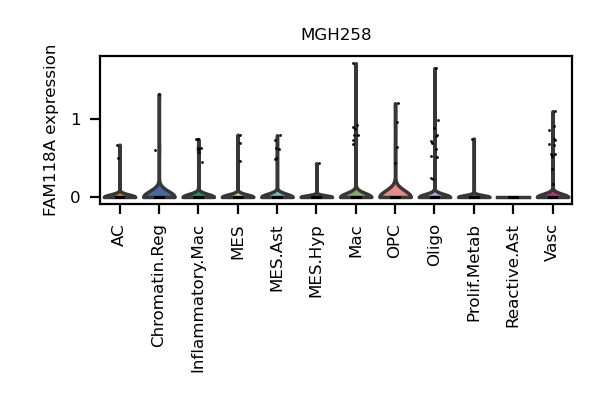 MGH258
FAM118A expression
1
0
AC
Chromatin.Reg
Inflammatory.Mac
MES
MES.Ast
MES.Hyp
Mac
OPC
Oligo
Prolif.Metab
Reactive.Ast
Vasc